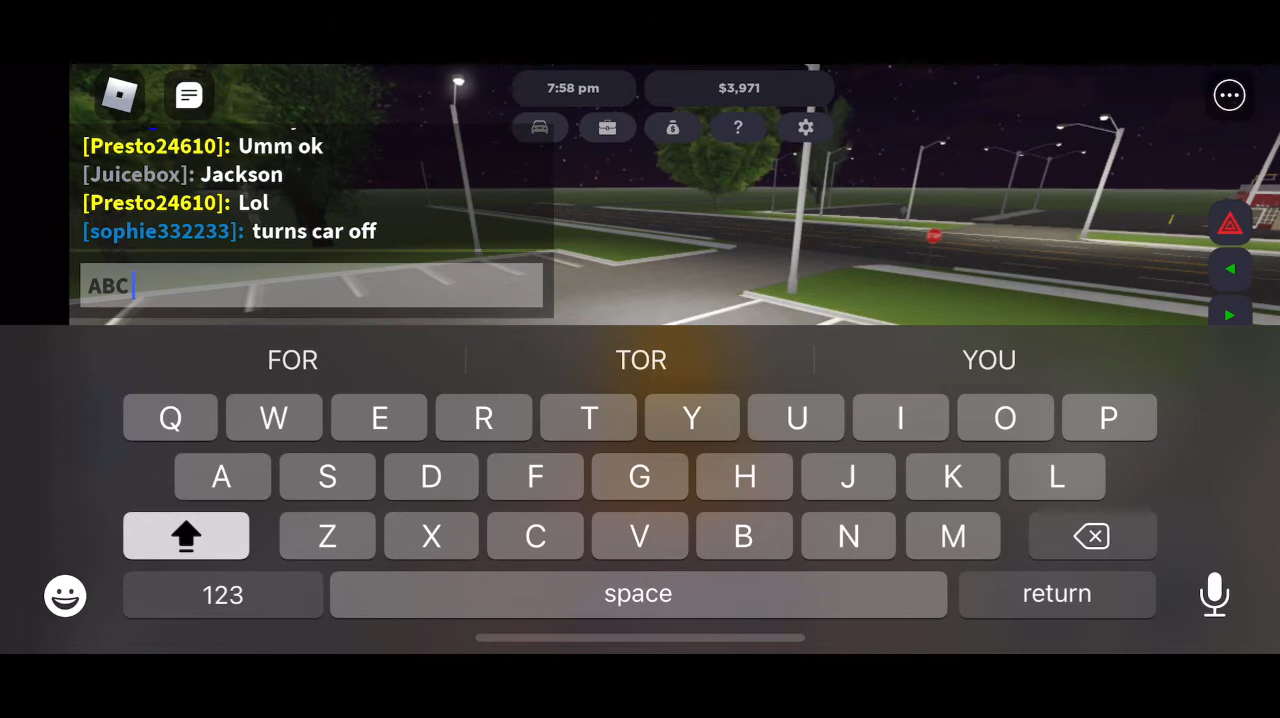 7:58 pm
$3,971
?
[Presto24610]: Umm ok
[Juicebox]: Jackson
[Presto24610]: Lol
[sophie332233]: turns car off
STOP
ABC
FOR TOR YOU
Q W E R T Y U I O P
A S D F G H J K L
Z X C V B N M
123 space return